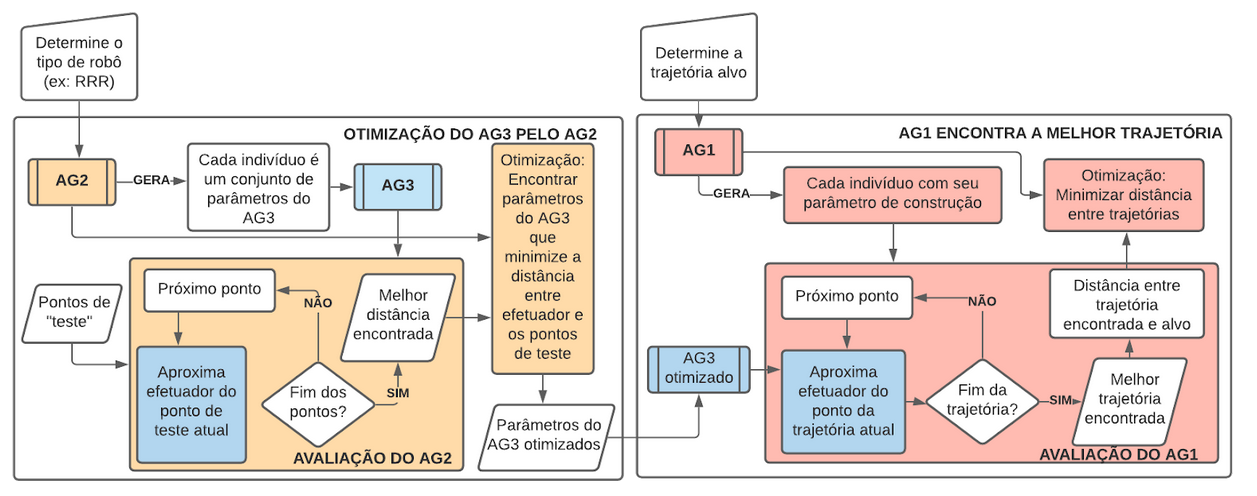 Determine o
tipo de robô
(ex: RRR)
OTIMIZAÇÃO DO AG3 PELO AG2
AG2
GERA
Cada indivíduo é
um conjunto de
parâmetros do
AG3
AG3
Otimização:
Encontrar
parâmetros
do AG3
que
minimize a
distância
entre
efetuador e
os pontos
de teste
Pontos de
"teste"
Próximo ponto
NÃO
Melhor
distância
encontrada
Aproxima
efetuador do
ponto de
teste atual
Fim dos
pontos?
SIM
AVALIAÇÃO DO AG2
Parâmetros do
AG3 otimizados
Determine a
trajetória alvo
AG1 ENCONTRA A MELHOR TRAJETÓRIA
AG1
GERA
Cada indivíduo com seu
parâmetro de construção
Otimização:
Minimizar distância
entre trajetórias
Próximo ponto
NÃO
Distância entre
trajetória
encontrada e alvo
AG3
otimizado
Aproxima
efetuador do
ponto da
trajetória atual
Fim da
trajetória?
SIM
Melhor
trajetória
encontrada
AVALIAÇÃO DO AG1